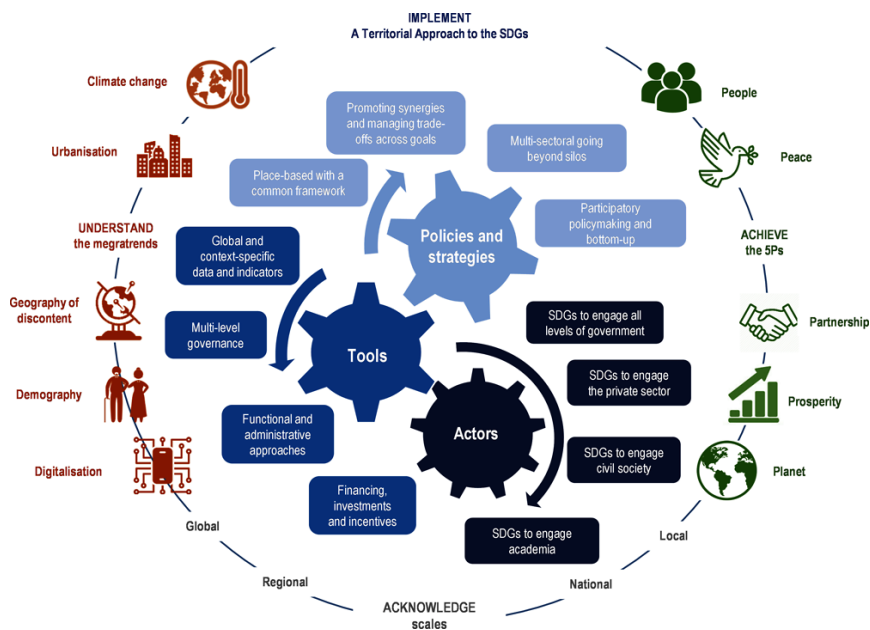 IMPLEMENT
A Territorial Approach to the SDGs
Climate change
Urbanisation
UNDERSTAND
the megatrends
Geography of
discontent
Demography
Digitalisation
Promoting synergies
and managing trade-
offs across goals
Multi-sectoral going
beyond silos
Place-based with a
common framework
Participatory
policymaking and
bottom-up
Policies and
strategies
Global and
context-specific
data and indicators
Multi-level
governance
Functional and
administrative
approaches
Financing,
investments
and incentives
Tools
Actors
SDGs to engage all
levels of government
SDGs to engage
the private sector
SDGs to engage
civil society
SDGs to engage
academia
People
Peace
ACHIEVE
the 5Ps
Partnership
Prosperity
Planet
Global
Regional
ACKNOWLEDGE
scales
National
Local